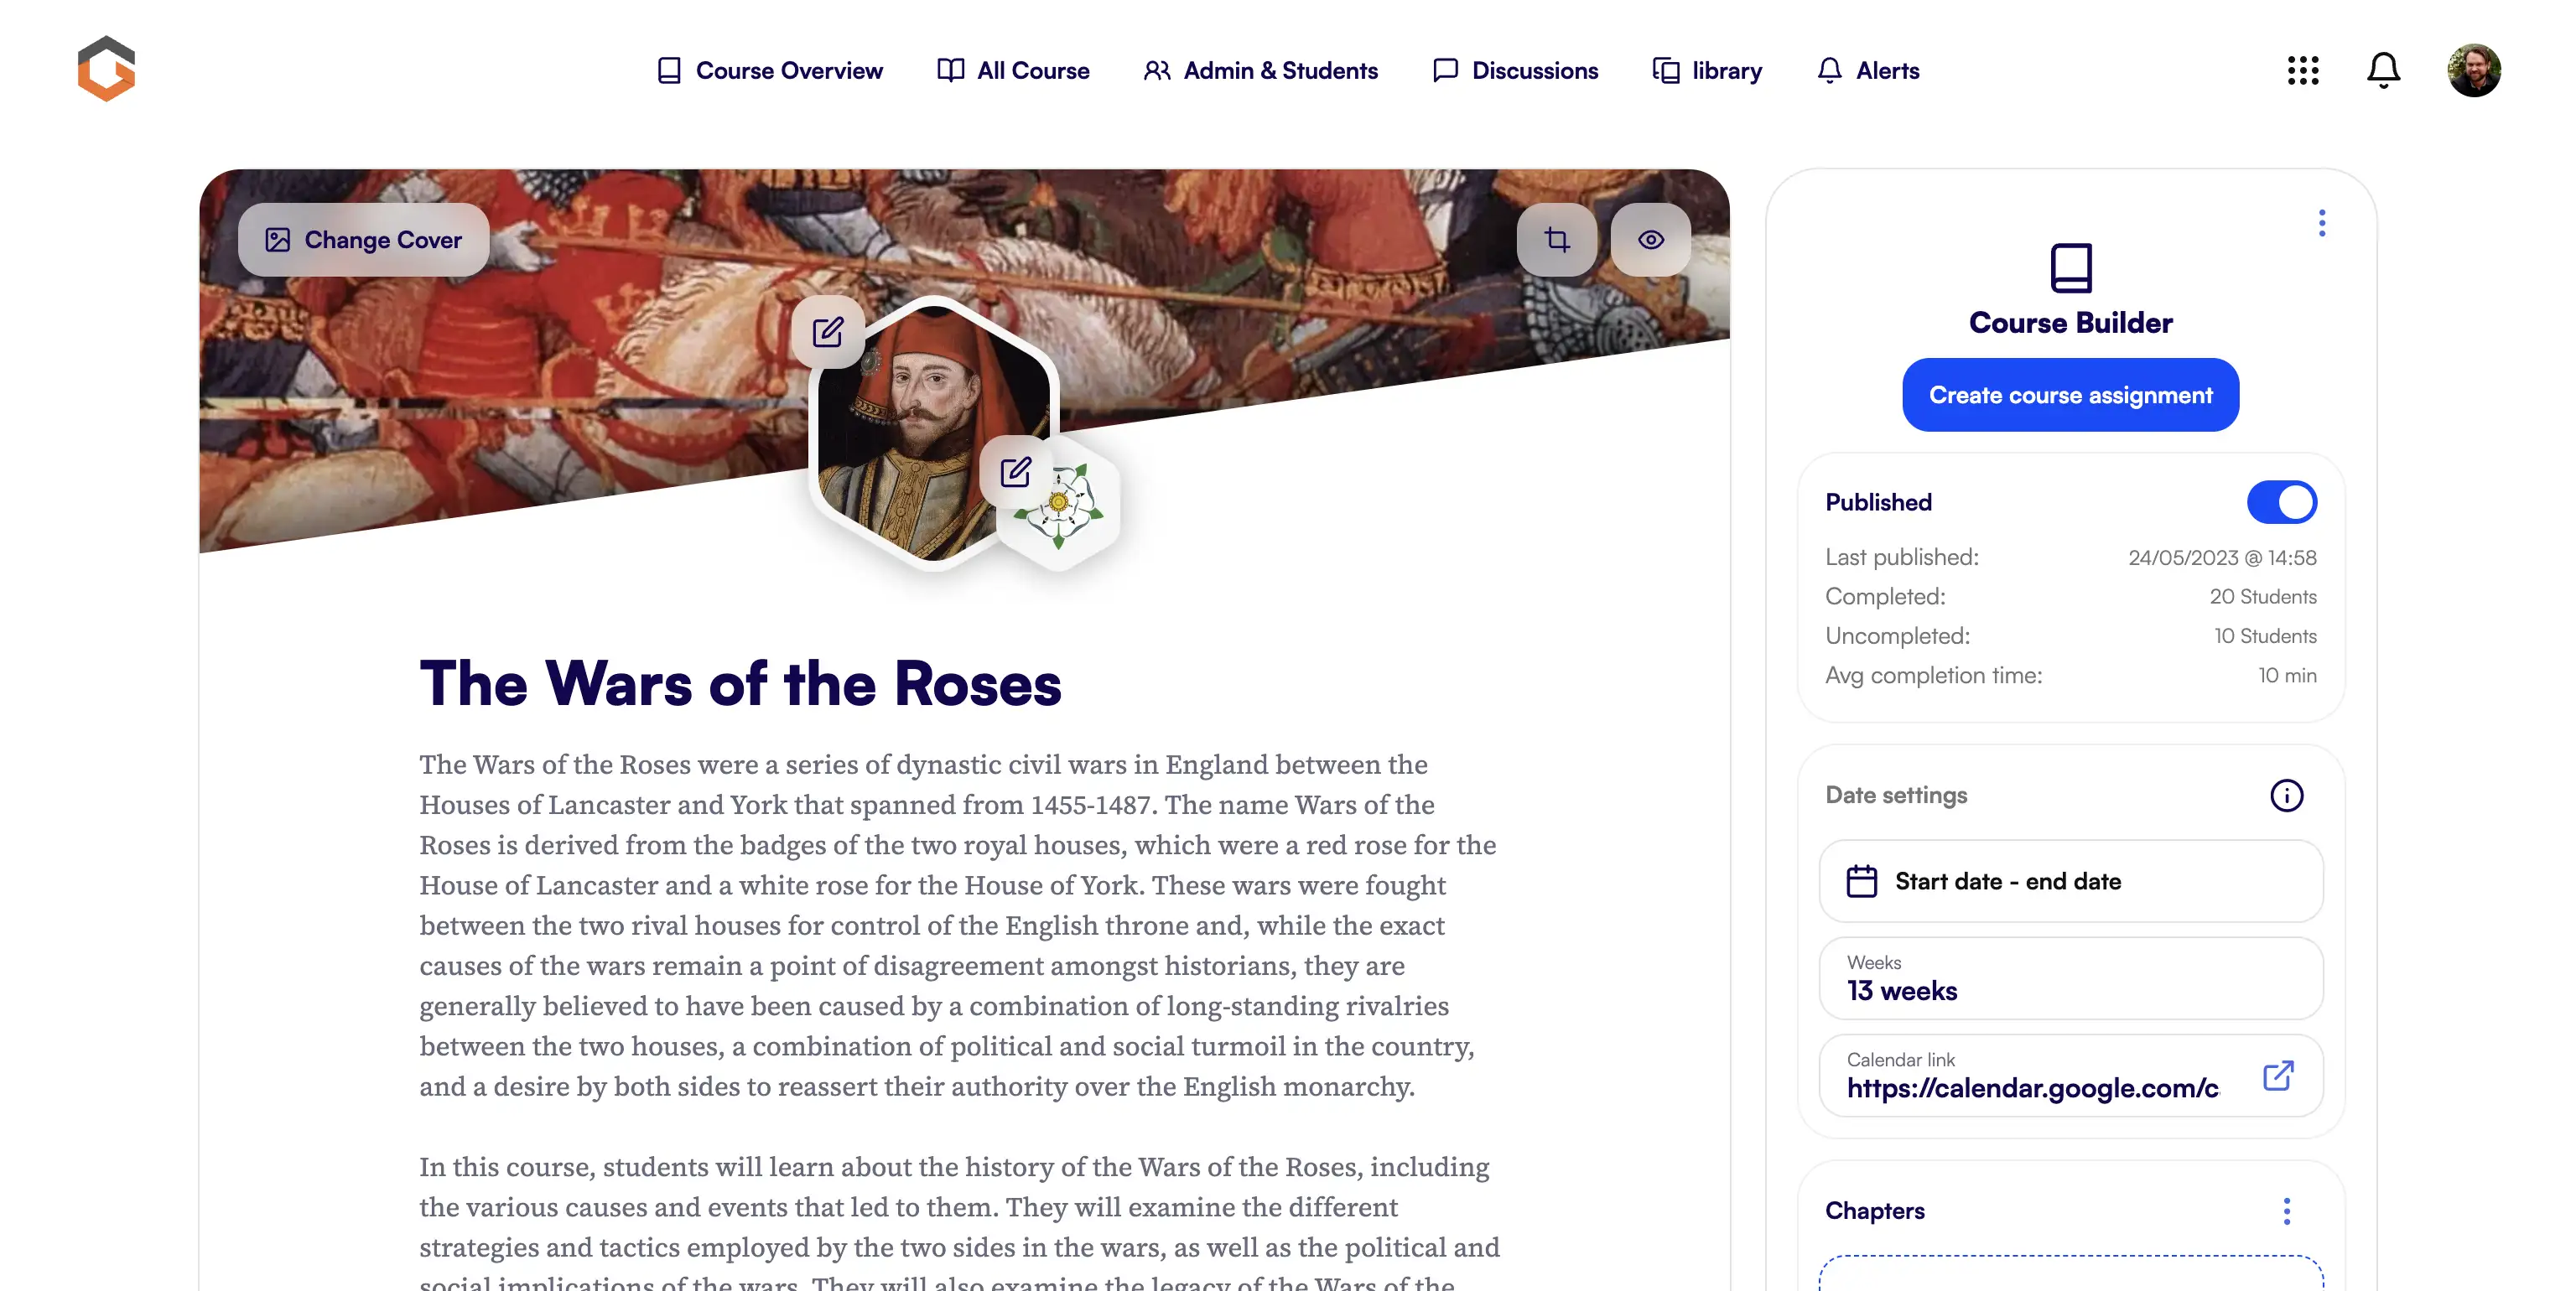 Course Overview
All Course
Admin & Students
Discussions
library
Alerts
Change Cover
The Wars of the Roses
The Wars of the Roses were a series of dynastic civil wars in England between the
Houses of Lancaster and York that spanned from 1455-1487. The name Wars of the
Roses is derived from the badges of the two royal houses, which were a red rose for the
House of Lancaster and a white rose for the House of York. These wars were fought
between the two rival houses for control of the English throne and, while the exact
causes of the wars remain a point of disagreement amongst historians, they are
generally believed to have been caused by a combination of long-standing rivalries
between the two houses, a combination of political and social turmoil in the country,
and a desire by both sides to reassert their authority over the English monarchy.
In this course, students will learn about the history of the Wars of the Roses, including
the various causes and events that led to them. They will examine the different
strategies and tactics employed by the two sides in the wars, as well as the political and
social implications of the wars. They will also examine the legacy of the Wars of the
Course Builder
Create course assignment
Published
Last published: 24/05/2023 @ 14:58
Completed: 20 Students
Uncompleted: 10 Students
Avg completion time: 10 min
Date settings
Start date - end date
Weeks
13 weeks
Calendar link
https://calendar.google.com/c
Chapters